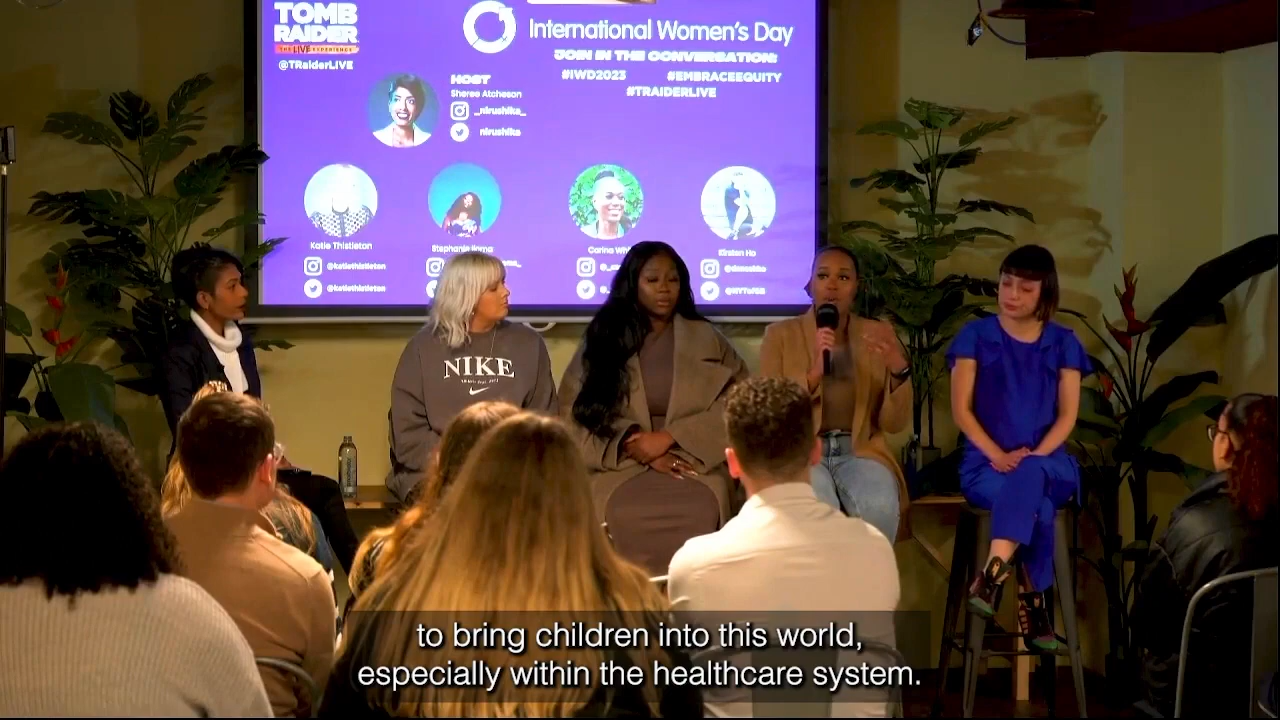 TOMB
RAIDER
THE LIVE EXPERIENCE
@TRaiderLIVE
International Women's Day
JOIN IN THE CONVERSATION:
#IWD2023 #EMBRACEEQUITY
#TRAIDERLIVE
HOST
Sheree Atcheson
_nirushika_
nirushika
Katie Thistleton
@katiethistleton
@katiethistleton
Stephanie
Carina
Kirsten Ho
NIKE
to bring children into this world,
especially within the healthcare system.